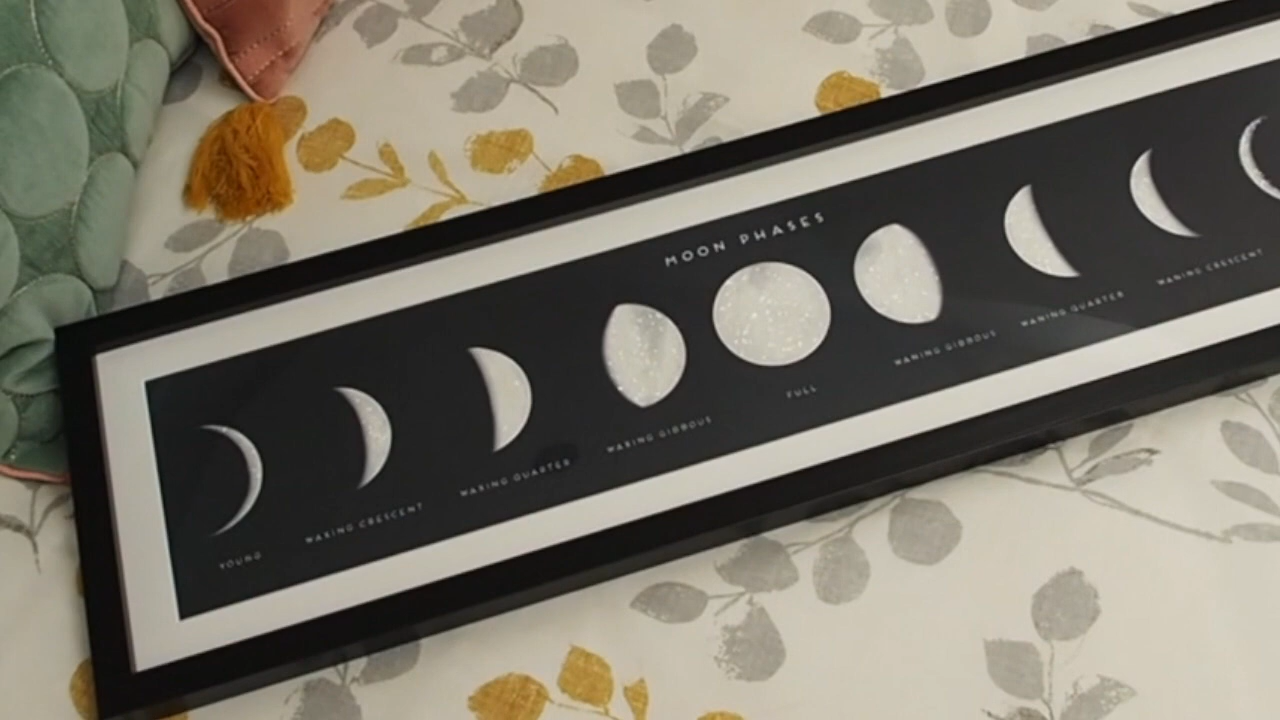 MOON PHASES
YOUNG
WAXING CRESCENT
WAXING QUARTER
WAXING GIBBOUS
FULL
WANING GIBBOUS
WANING QUARTER
WANING CRESCENT